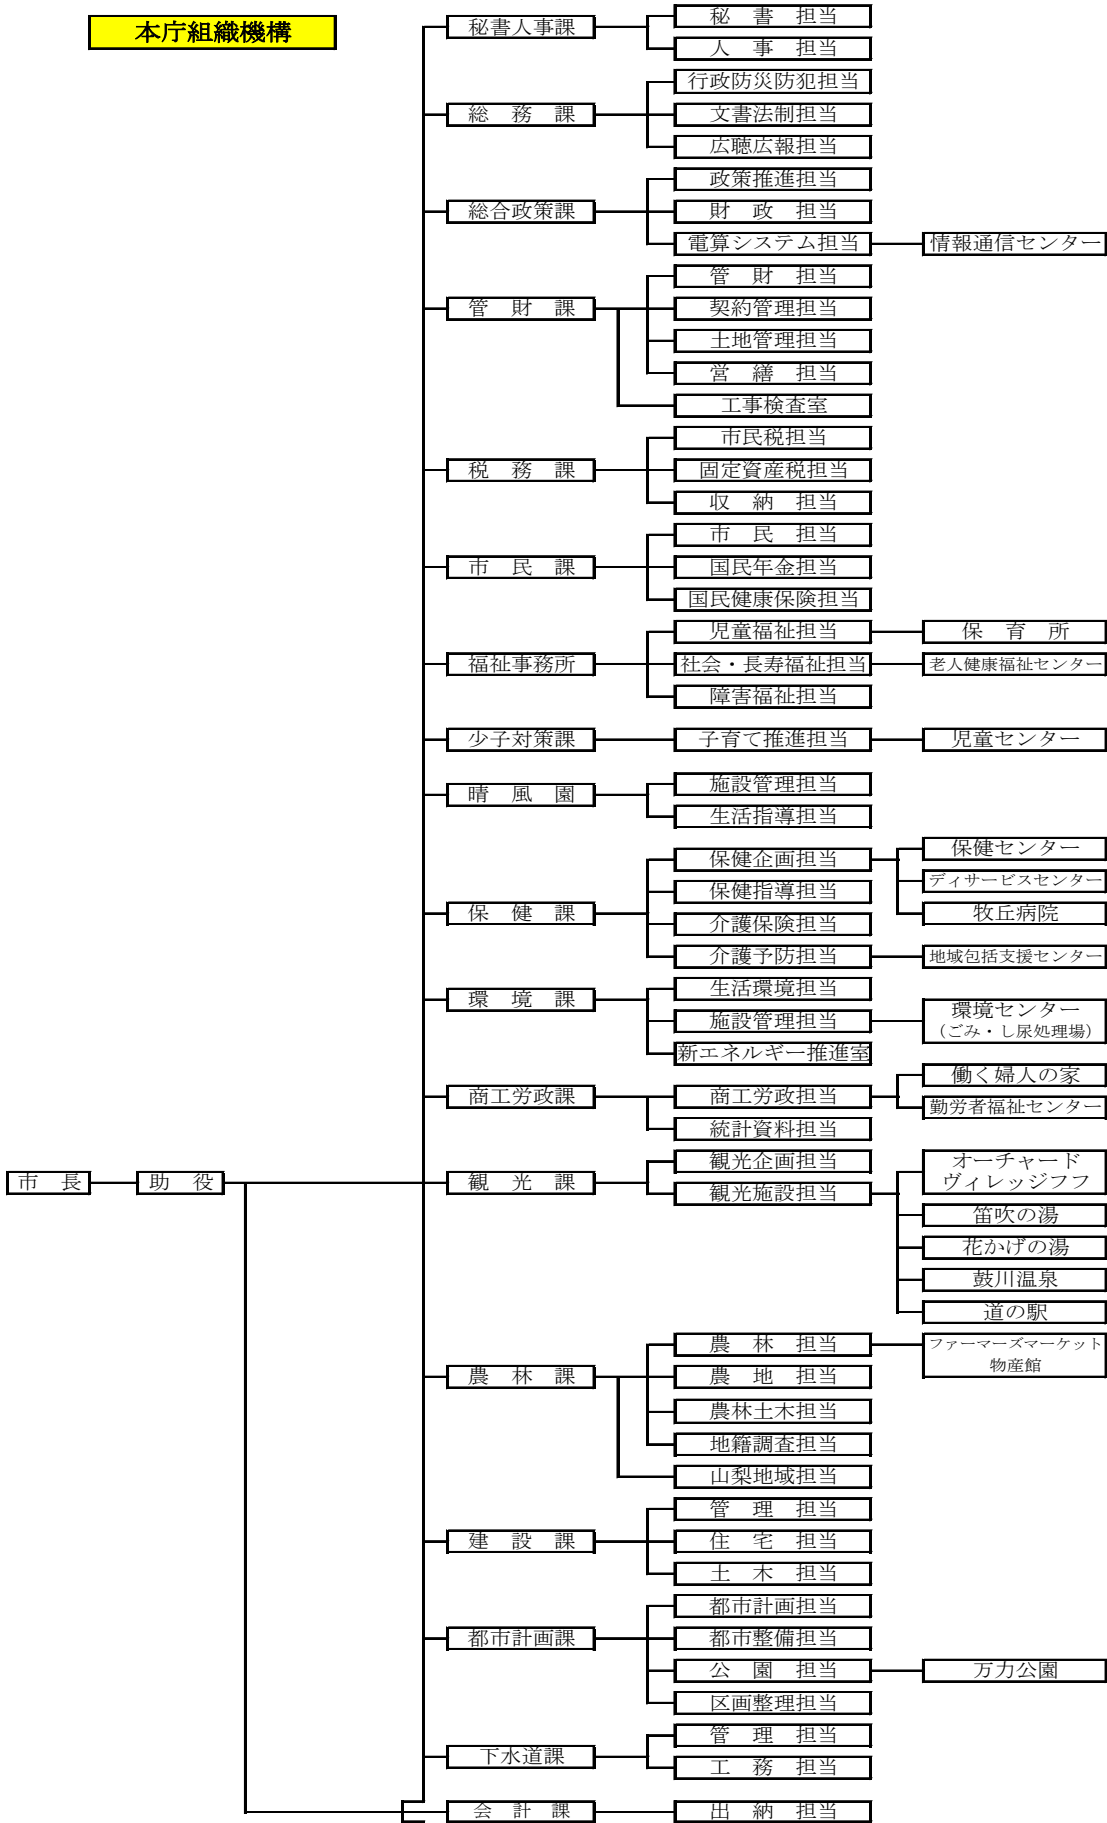 本庁組織機構
秘書人事課
秘　書　担当
人　事　担当
総　務　課
行政防災防犯担当
文書法制担当
広聴広報担当
総合政策課
政策推進担当
財　政　担当
電算システム担当
情報通信センター
管　財　課
管　財　担当
契約管理担当
土地管理担当
営　繕　担当
工事検査室
税　務　課
市民税担当
固定資産税担当
収　納　担当
市　民　課
市　民　担当
国民年金担当
国民健康保険担当
福祉事務所
児童福祉担当
保　育　所
社会・長寿福祉担当
老人健康福祉センター
障害福祉担当
少子対策課
子育て推進担当
児童センター
晴　風　園
施設管理担当
生活指導担当
保　健　課
保健企画担当
保健センター
ディサービスセンター
牧丘病院
保健指導担当
介護保険担当
介護予防担当
地域包括支援センター
環　境　課
生活環境担当
施設管理担当
環境センター
（ごみ・し尿処理場）
新エネルギー推進室
商工労政課
商工労政担当
働く婦人の家
勤労者福祉センター
統計資料担当
市　長
助　役
観　光　課
観光企画担当
観光施設担当
オーチャード
ヴィレッジフフ
笛吹の湯
花かげの湯
鼓川温泉
道の駅
農　林　課
農　林　担当
ファーマーズマーケット
物産館
農　地　担当
農林土木担当
地籍調査担当
山梨地域担当
建　設　課
管　理　担当
住　宅　担当
土　木　担当
都市計画課
都市計画担当
都市整備担当
公　園　担当
万力公園
区画整理担当
下水道課
管　理　担当
工　務　担当
会　計　課
出　納　担当